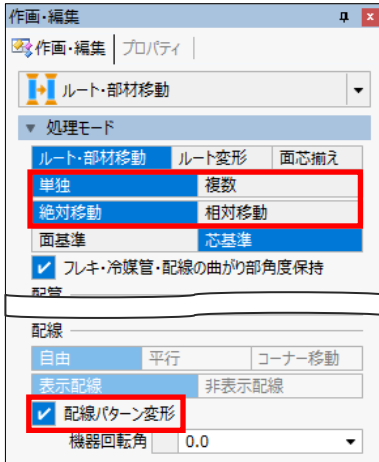 作画・編集
作画・編集 プロパティ
ルート・部材移動
処理モード
ルート・部材移動 ルート変形 面芯揃え
単独 複数
絶対移動 相対移動
面基準 芯基準
フレキ・冷媒管・配線の曲がり部角度保持
配管
配線
自由 平行 コーナー移動
表示配線 非表示配線
配線パターン変形
機器回転角 0.0